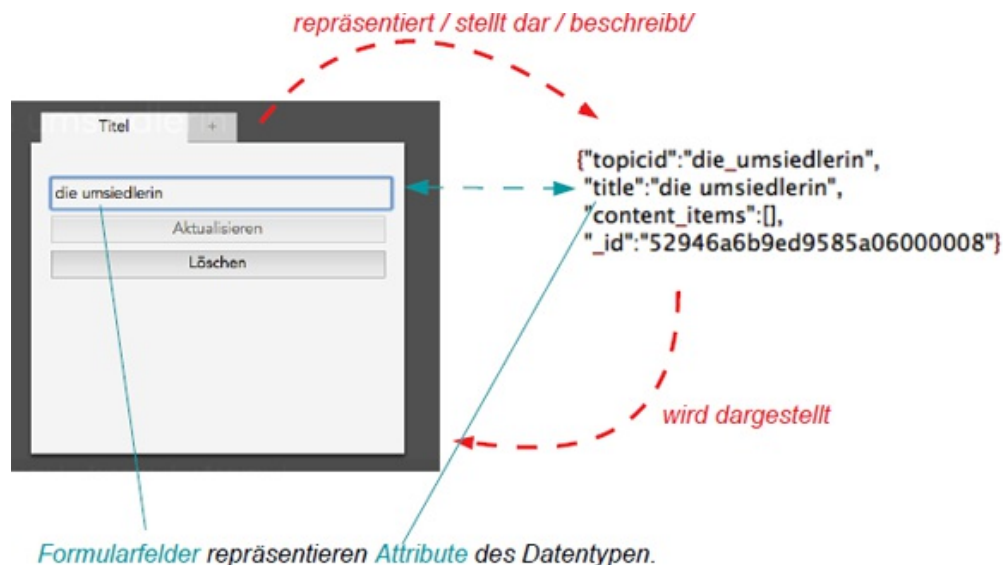 repräsentiert / stellt dar / beschreibt/
umsiedlerin
Titel
+
die umsiedlerin
Aktualisieren
Löschen
{"topicid":"die_umsiedlerin",
"title":"die umsiedlerin",
"content_items":[],
"_id":"52946a6b9ed9585a06000008"}
wird dargestellt
Formularfelder repräsentieren Attribute des Datentypen.